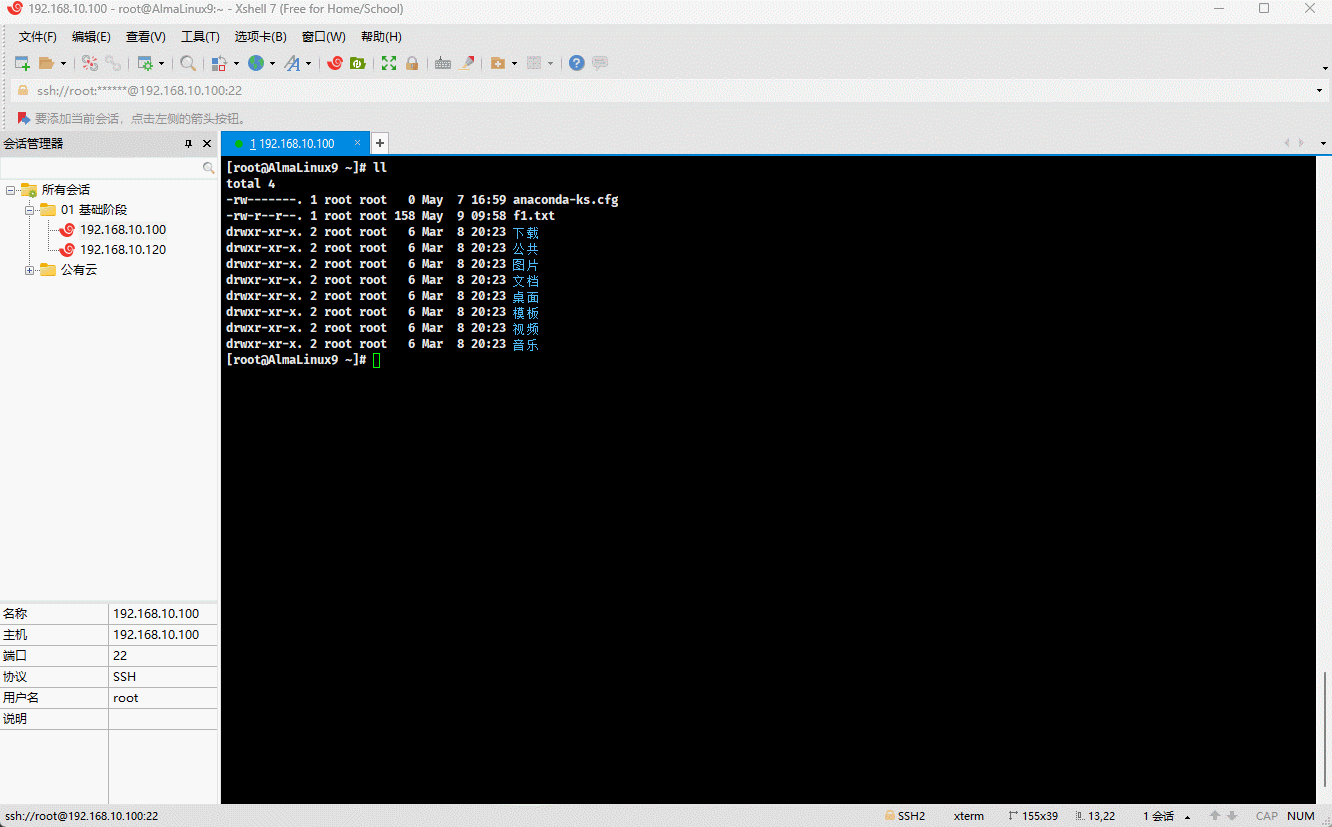 192.168.10.100 - root@AlmaLinux9:~ - Xshell 7 (Free for Home/School)
文件(F) 编辑(E) 查看(V) 工具(T) 选项卡(B) 窗口(W) 帮助(H)
ssh://root:******@192.168.10.100:22
要添加当前会话，点击左侧的箭头按钮。
会话管理器
1 192.168.10.100
所有会话
01 基础阶段
192.168.10.100
192.168.10.120
公有云
[root@AlmaLinux9 ~]# ll
total 4
-rw-------. 1 root root   0 May  7 16:59 anaconda-ks.cfg
-rw-r--r--. 1 root root 158 May  9 09:58 f1.txt
drwxr-xr-x. 2 root root   6 Mar  8 20:23 下载
drwxr-xr-x. 2 root root   6 Mar  8 20:23 公共
drwxr-xr-x. 2 root root   6 Mar  8 20:23 图片
drwxr-xr-x. 2 root root   6 Mar  8 20:23 文档
drwxr-xr-x. 2 root root   6 Mar  8 20:23 桌面
drwxr-xr-x. 2 root root   6 Mar  8 20:23 模板
drwxr-xr-x. 2 root root   6 Mar  8 20:23 视频
drwxr-xr-x. 2 root root   6 Mar  8 20:23 音乐
[root@AlmaLinux9 ~]#
名称 192.168.10.100
主机 192.168.10.100
端口 22
协议 SSH
用户名 root
说明
ssh://root@192.168.10.100:22 SSH2 xterm 155x39 13,22 1 会话 CAP NUM